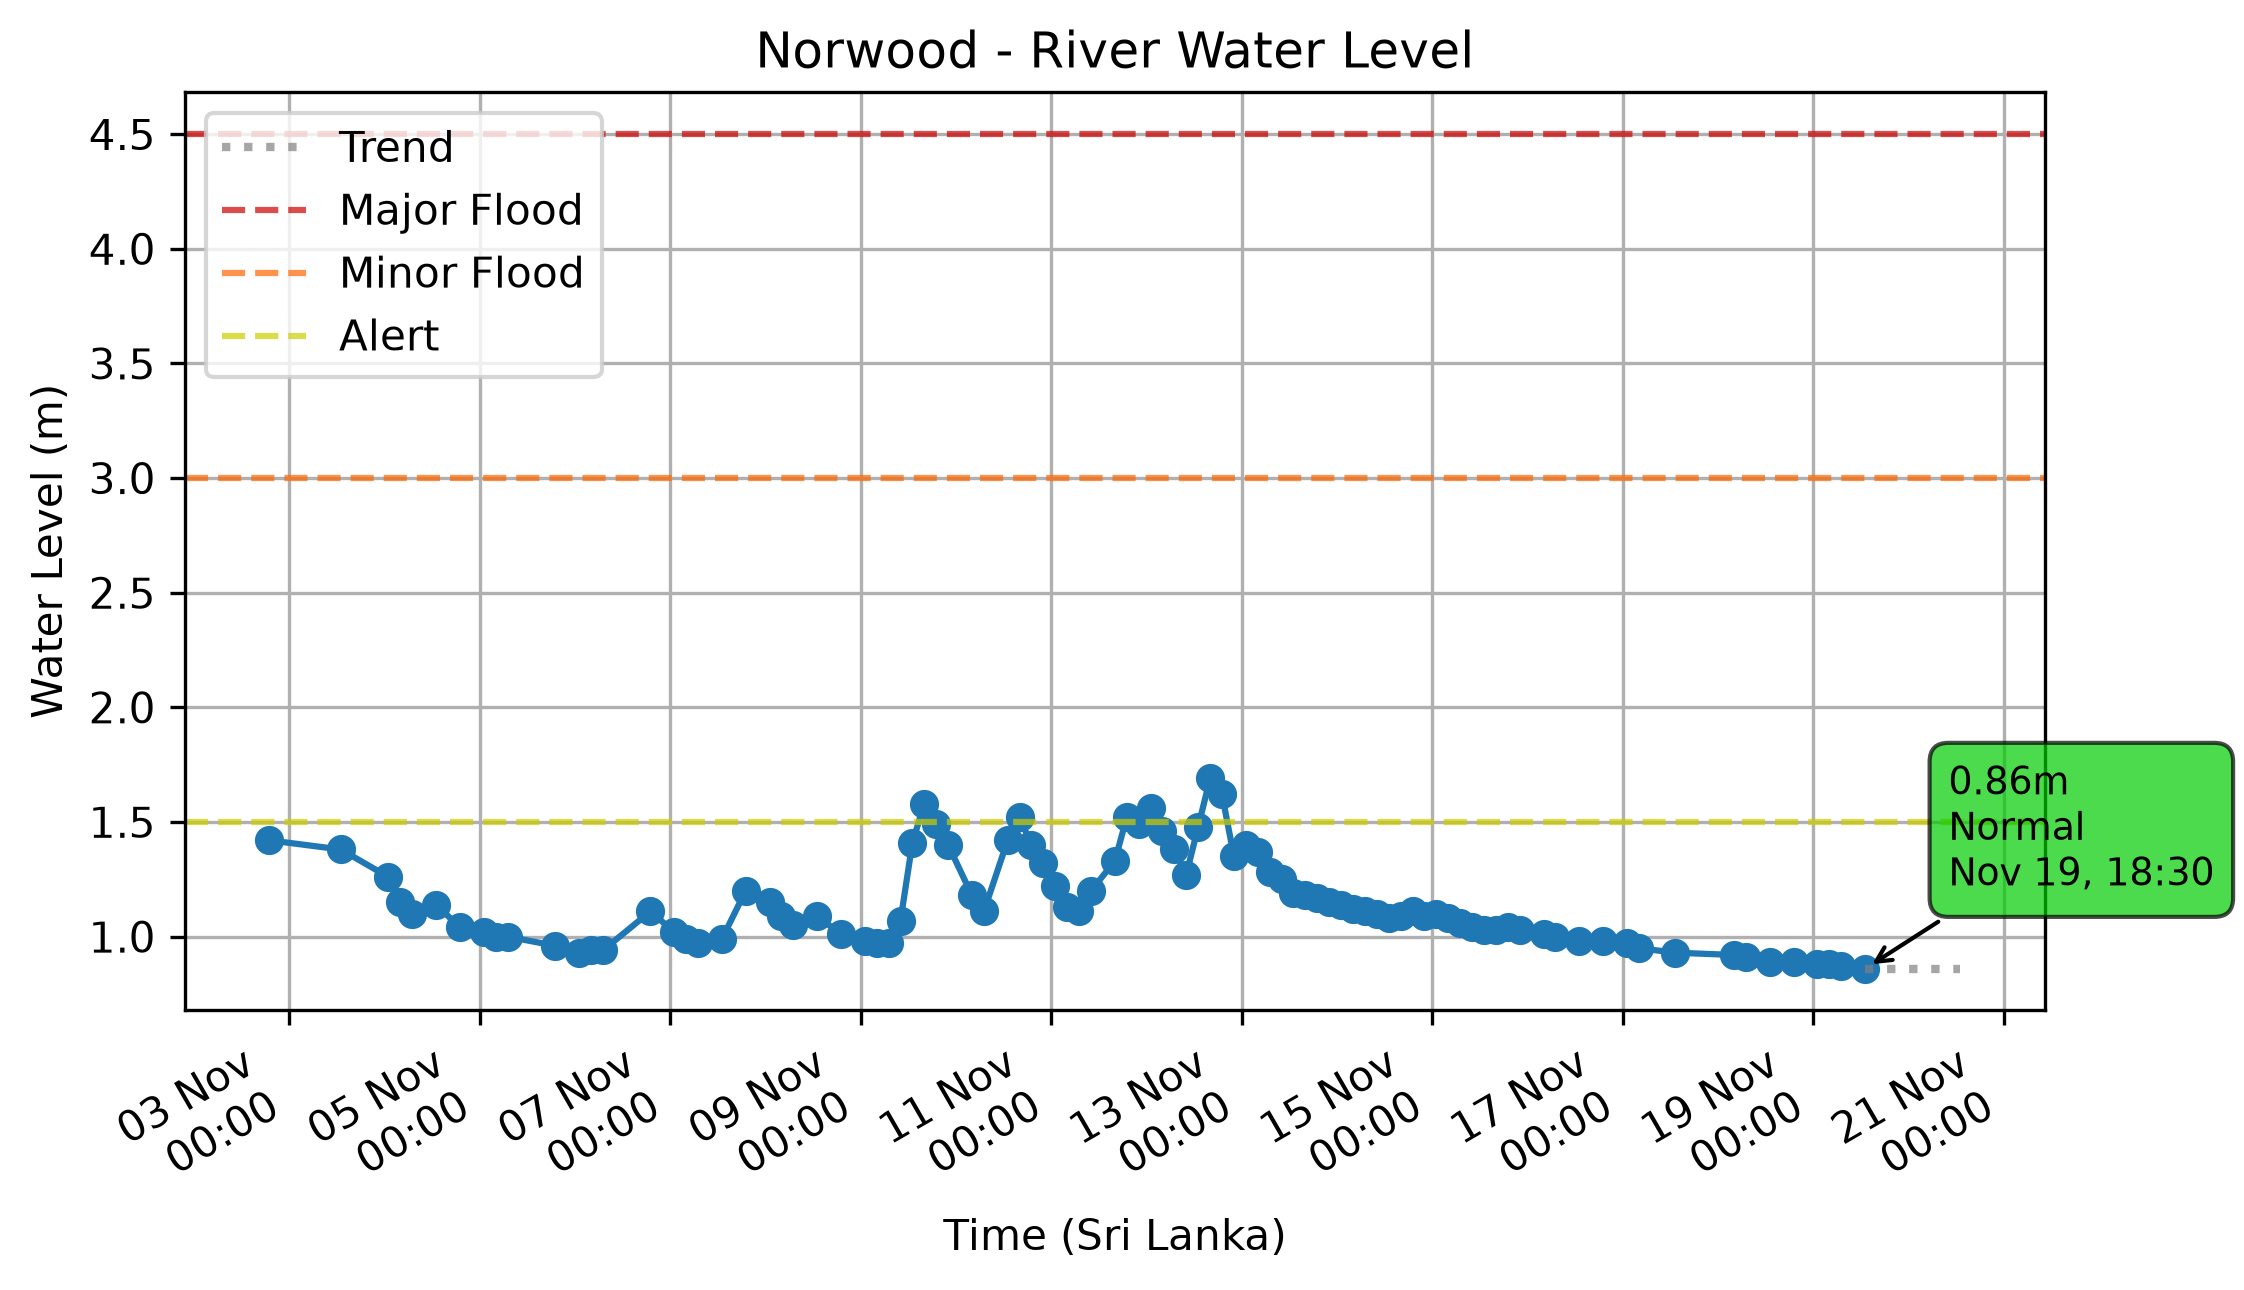 Norwood - River Water Level
Trend
Major Flood
Minor Flood
Alert
Water Level (m)
4.5
4.0
3.5
3.0
2.5
2.0
1.5
1.0
0.86m
Normal
Nov 19, 18:30
03 Nov
00:00
05 Nov
00:00
07 Nov
00:00
09 Nov
00:00
11 Nov
00:00
13 Nov
00:00
15 Nov
00:00
17 Nov
00:00
19 Nov
00:00
21 Nov
00:00
Time (Sri Lanka)